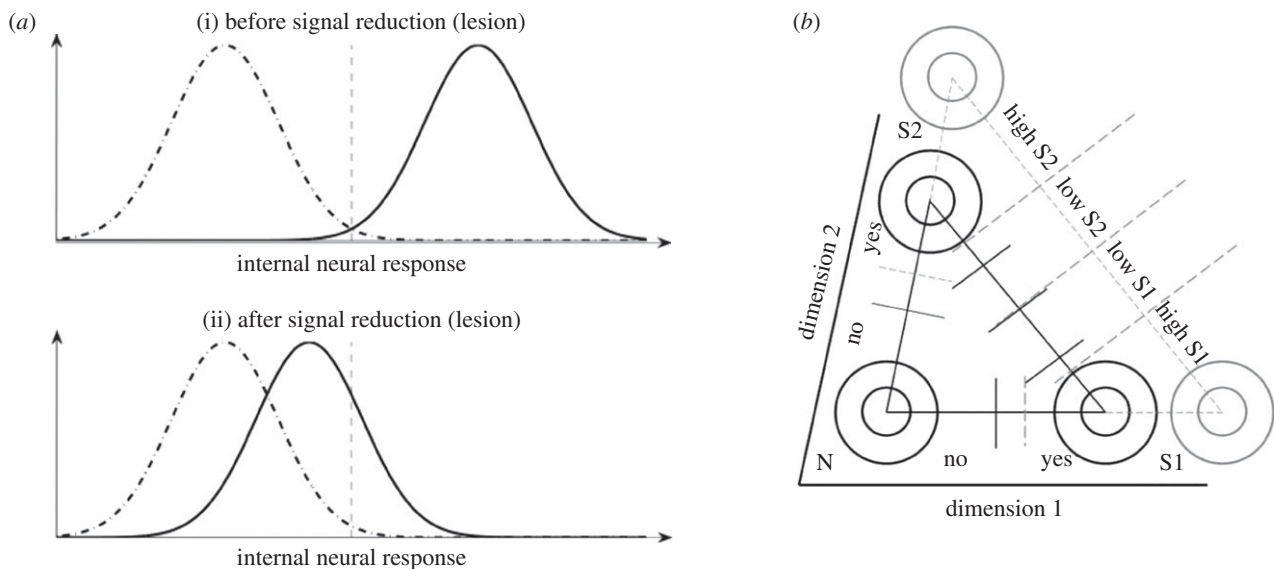 (a)
(i) before signal reduction (lesion)
internal neural response
(ii) after signal reduction (lesion)
internal neural response
(b)
S2
high S2 low S2 low S1 high S1
yes
dimension 2
no
N
no
yes
S1
dimension 1